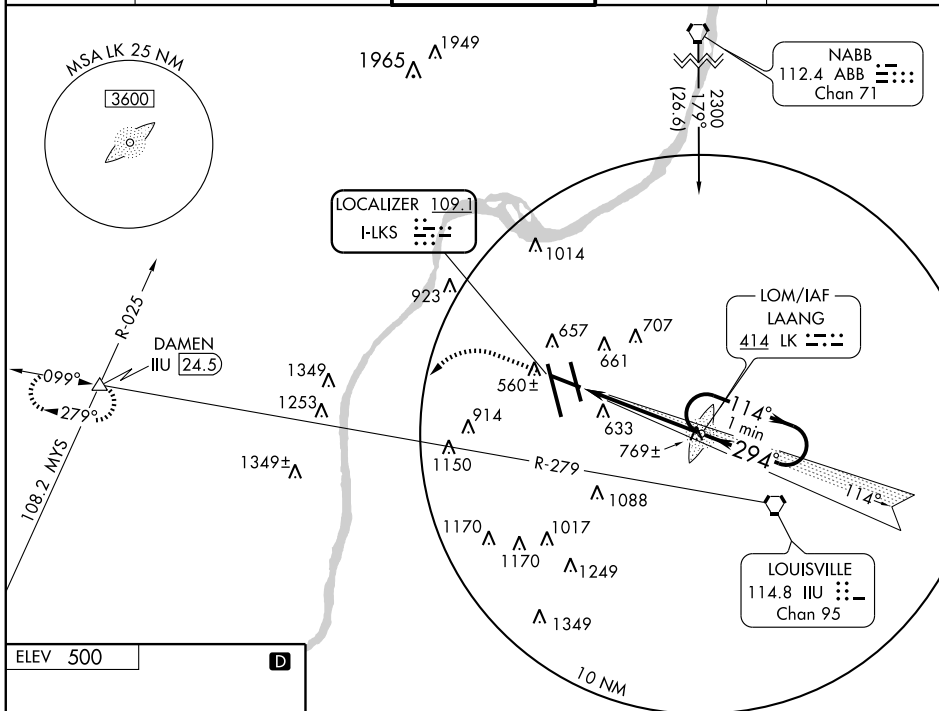 MSA LK 25 NM
3600
1965
1949
NABB
112.4 ABB
Chan 71
2300
179°
(26.6)
LOCALIZER 109.1
I-LKS
1014
923
LOM/IAF
LAANG
414 LK
R-025
DAMEN
IIU 24.5
099°
279°
108.2 MYS
1349
1253
1349±
657
661
707
560±
633
914
1150
769±
114°
1 min
294°
114°
R-279
1088
1170
1170
1017
1249
1349
LOUISVILLE
114.8 IIU
Chan 95
10 NM
ELEV 500
D